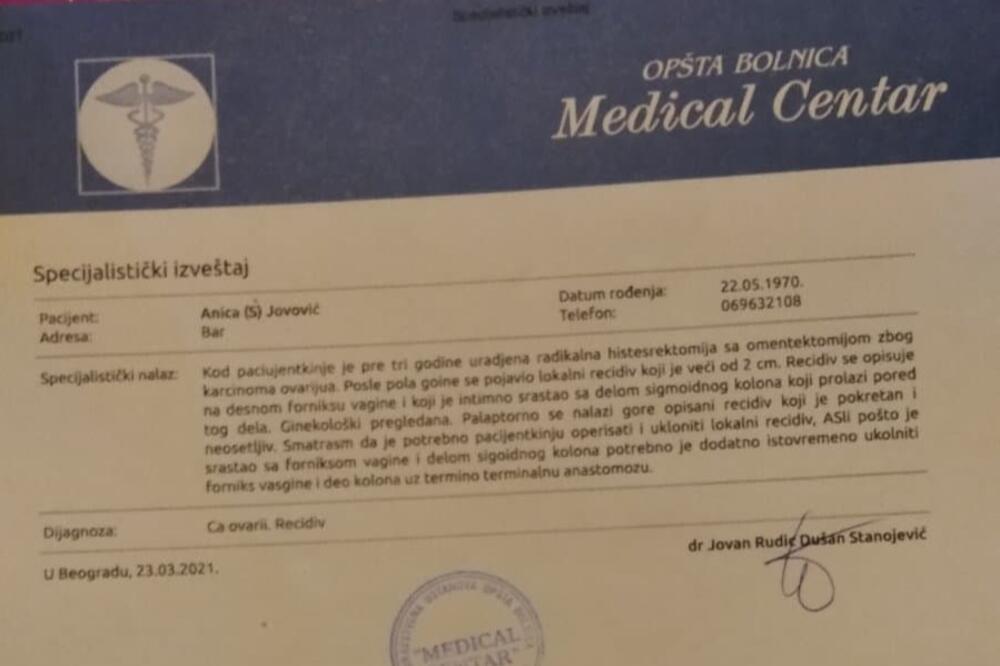 Specijalistički izveštaj
OPŠTA BOLNICA
Medical Centar
Specijalistički izveštaj
Pacijent: Anica (S) Jovović Datum rođenja: 22.05.1970.
Adresa: Bar Telefon: 069632108
Specijalistički nalaz: Kod paciujentkinje je pre tri godine uradjena radikalna histesrektomija sa omentektomijom zbog
karcinoma ovarijua. Posle pola goine se pojavio lokalni recidiv koji je veći od 2 cm. Recidiv se opisuje
na desnom forniksu vagine i koji je intimno srastao sa delom sigmoidnog kolona koji prolazi pored
tog dela. Ginekološki pregledana. Palaptorno se nalazi gore opisani recidiv koji je pokretan i
neosetljiv. Smatrasm da je potrebno pacijentkinju operisati i ukloniti lokalni recidiv, ASli pošto je
srastao sa forniksom vagine i delom sigoidnog kolona potrebno je dodatno istovremeno ukolniti
forniks vasgine i deo kolona uz termino terminalnu anastomozu.
Dijagnoza: Ca ovarii. Recidiv
dr Jovan Rudić Dušan Stanojević
U Beogradu, 23.03.2021.
USTANOVA OPŠTA BOLNICA
"MEDICAL
CENTAR"